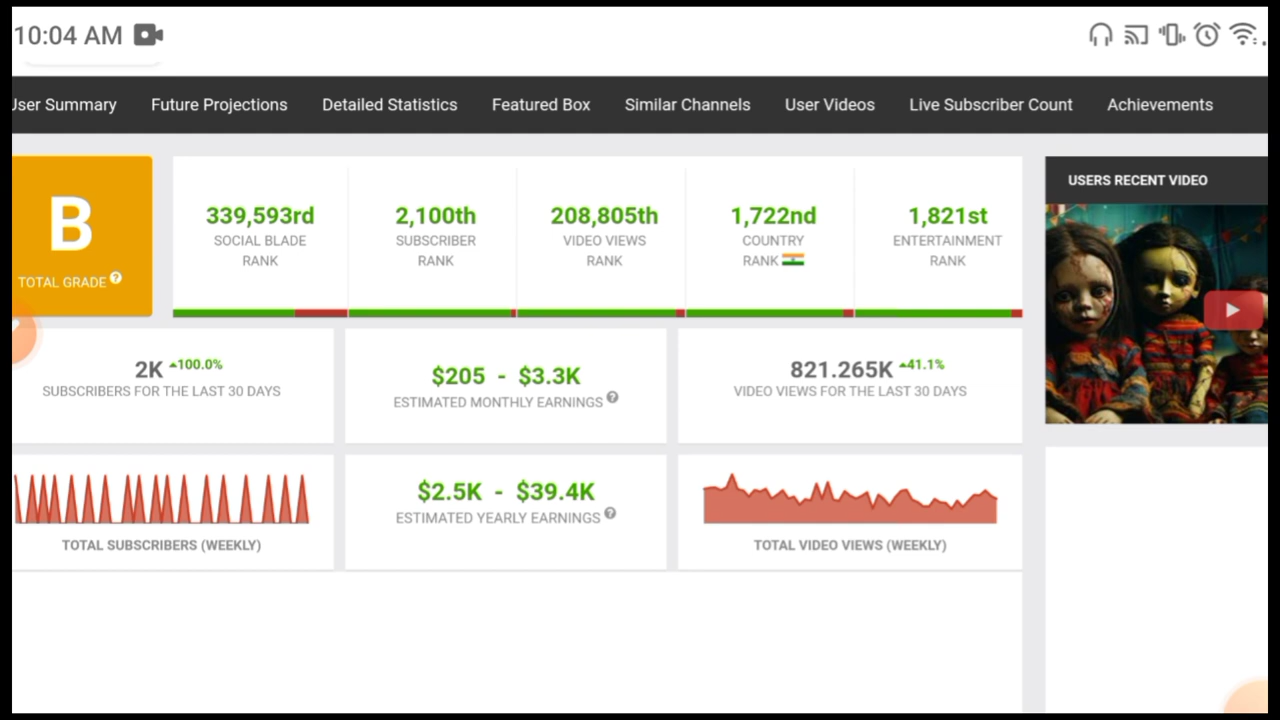 10:04 AM
User Summary Future Projections Detailed Statistics Featured Box Similar Channels User Videos Live Subscriber Count Achievements
B
TOTAL GRADE ?
339,593rd
SOCIAL BLADE
RANK
2,100th
SUBSCRIBER
RANK
208,805th
VIDEO VIEWS
RANK
1,722nd
COUNTRY
RANK
1,821st
ENTERTAINMENT
RANK
USERS RECENT VIDEO
2K 100.0%
SUBSCRIBERS FOR THE LAST 30 DAYS
$205 - $3.3K
ESTIMATED MONTHLY EARNINGS ?
821.265K 41.1%
VIDEO VIEWS FOR THE LAST 30 DAYS
TOTAL SUBSCRIBERS (WEEKLY)
$2.5K - $39.4K
ESTIMATED YEARLY EARNINGS ?
TOTAL VIDEO VIEWS (WEEKLY)